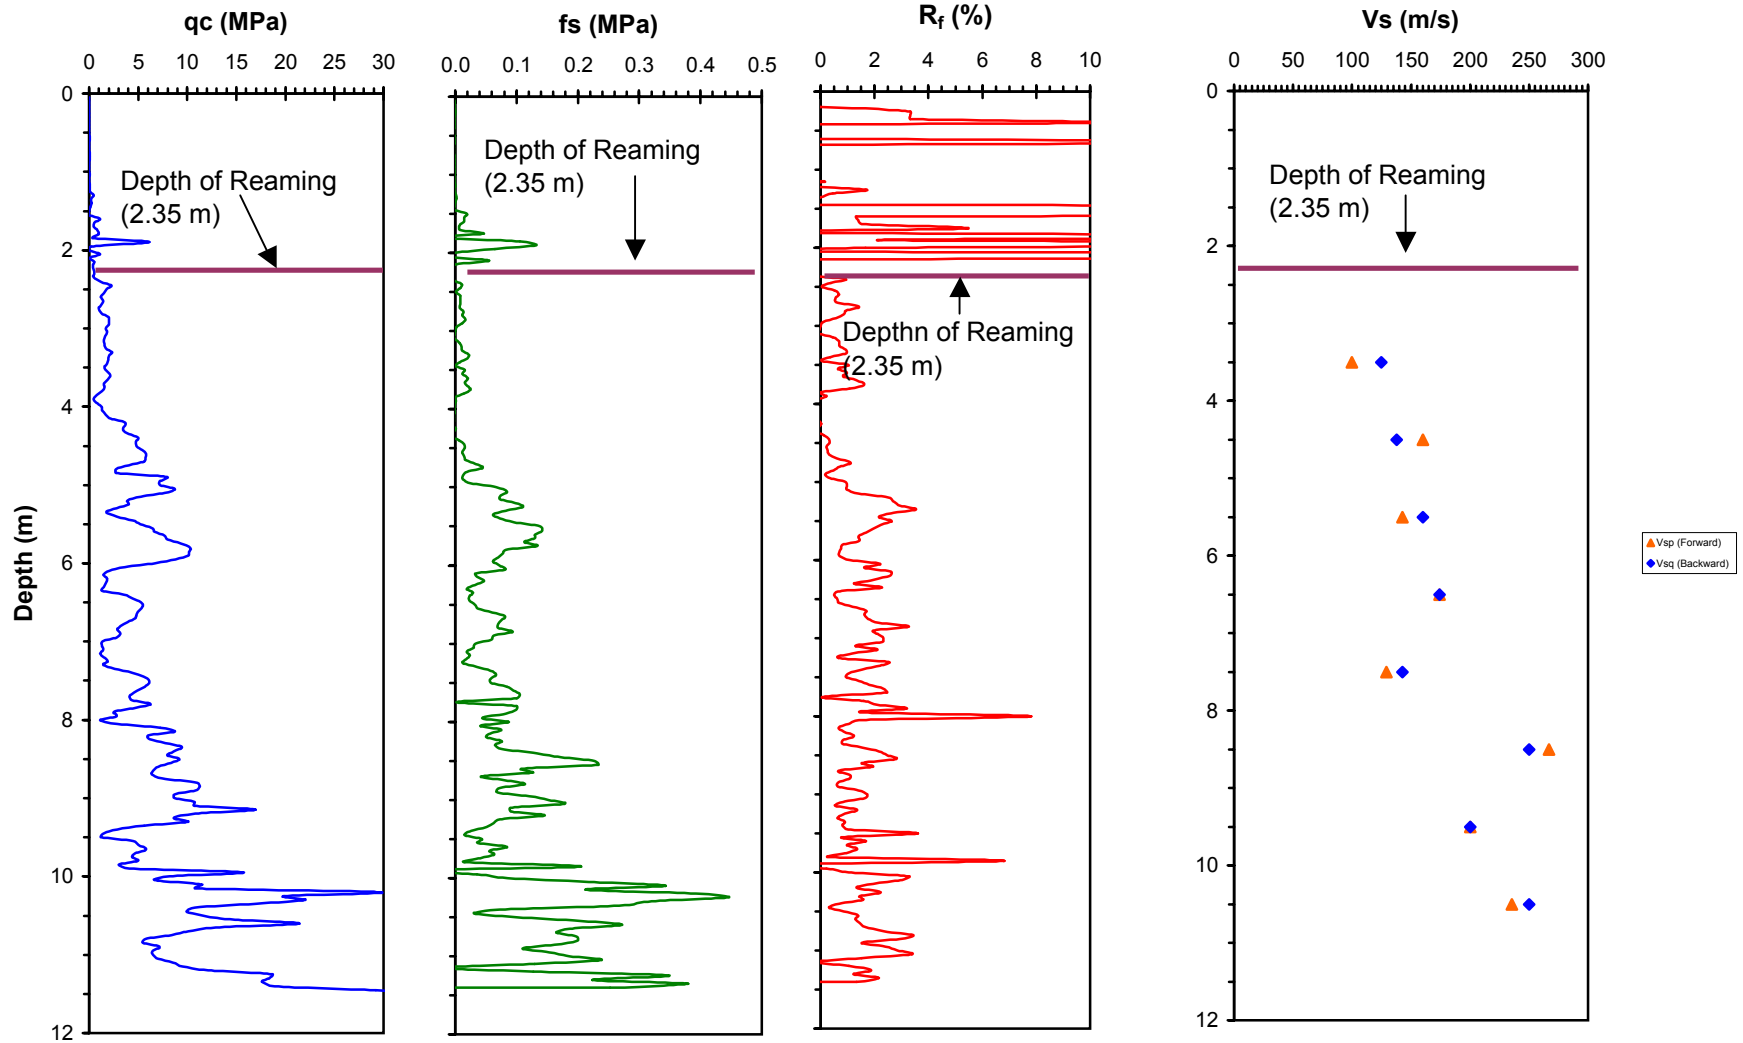 qc (MPa)
fs (MPa)
Rf (%)
Vs (m/s)
0 5 10 15 20 25 30
0.0 0.1 0.2 0.3 0.4 0.5
0 2 4 6 8 10
0 50 100 150 200 250 300
Depth (m)
0
2
4
6
8
10
12
Depth of Reaming
(2.35 m)
Depth of Reaming
(2.35 m)
Depthn of Reaming
(2.35 m)
0
2
4
6
8
10
12
Depth of Reaming
(2.35 m)
Vsp (Forward)
Vsq (Backward)